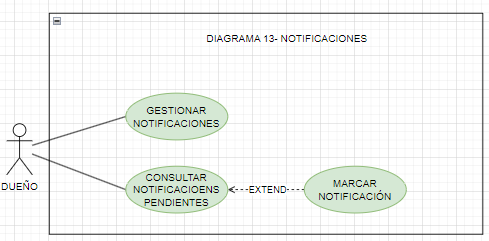 DIAGRAMA 13- NOTIFICACIONES
GESTIONAR
NOTIFICACIONES
DUEÑO
CONSULTAR
NOTIFICACIOENS
PENDIENTES
EXTEND
MARCAR
NOTIFICACIÓN